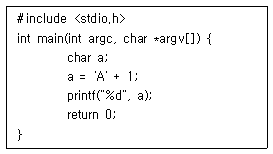 #include <stdio.h>
int main(int argc, char *argv[]) {
char a;
a = 'A' + 1;
printf("%d", a);
return 0;
}